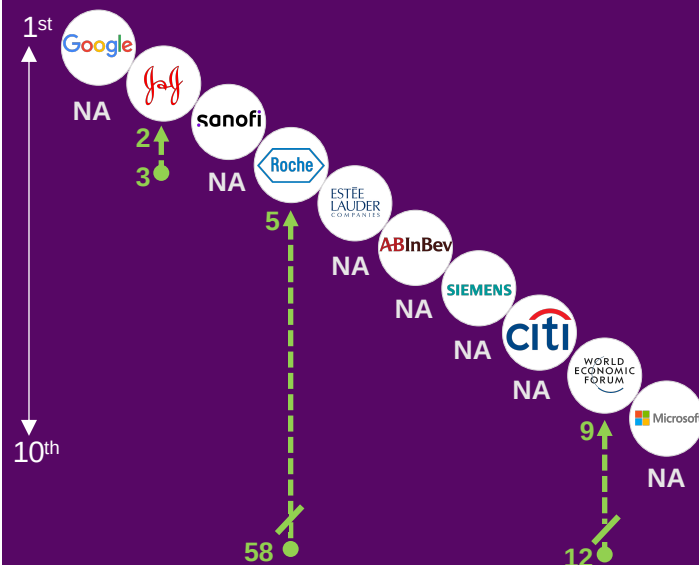 1st
Google
NA
J&J
2
3
sanofi
NA
Roche
5
58
ESTĒE
LAUDER
COMPANIES
NA
ABInBev
NA
SIEMENS
NA
citi
NA
WORLD
ECONOMIC
FORUM
9
12
Microsoft
NA
10th